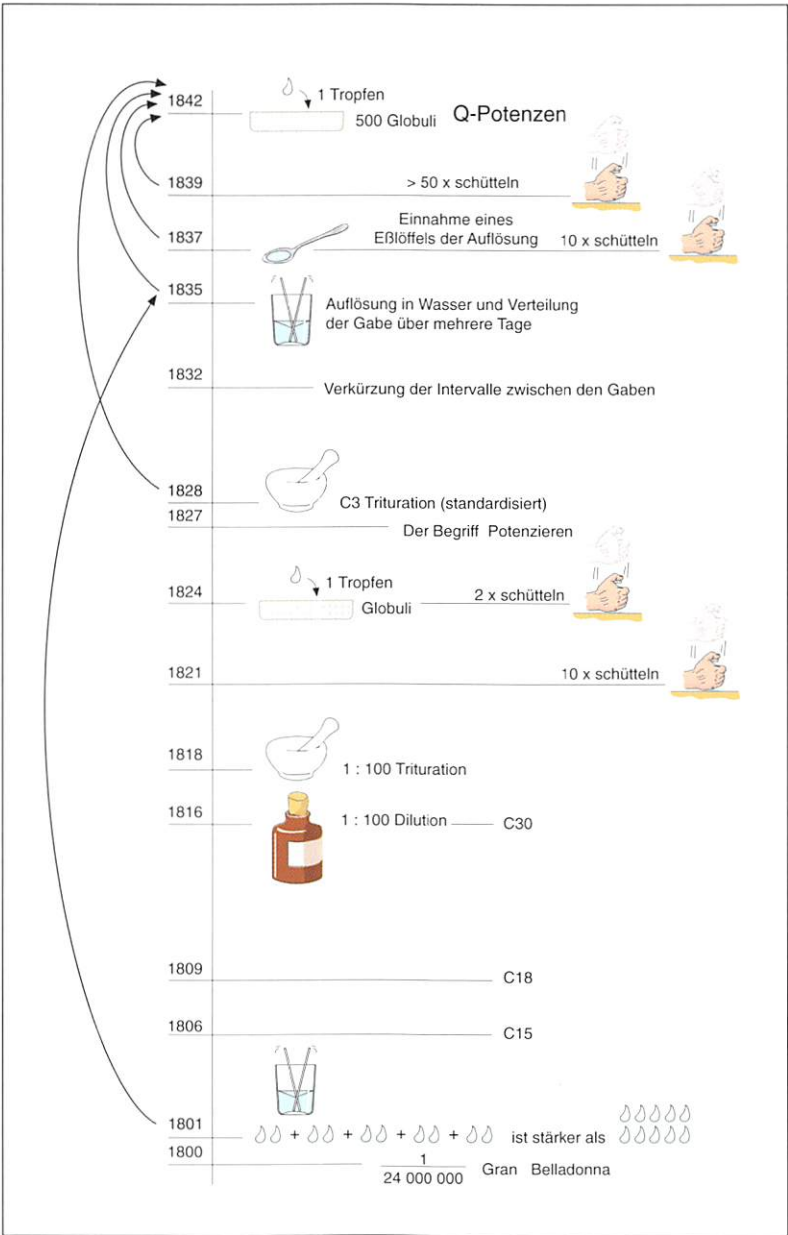 1842
1 Tropfen
500 Globuli
Q-Potenzen
1839
> 50 x schütteln
1837
Einnahme eines
Eßlöffels der Auflösung
10 x schütteln
1835
Auflösung in Wasser und Verteilung
der Gabe über mehrere Tage
1832
Verkürzung der Intervalle zwischen den Gaben
1828
C3 Trituration (standardisiert)
1827
Der Begriff Potenzieren
1824
1 Tropfen
Globuli
2 x schütteln
1821
10 x schütteln
1818
1 : 100 Trituration
1816
1 : 100 Dilution
C30
1809
C18
1806
C15
1801
+ + + +
ist stärker als
1800
1
24 000 000
Gran Belladonna